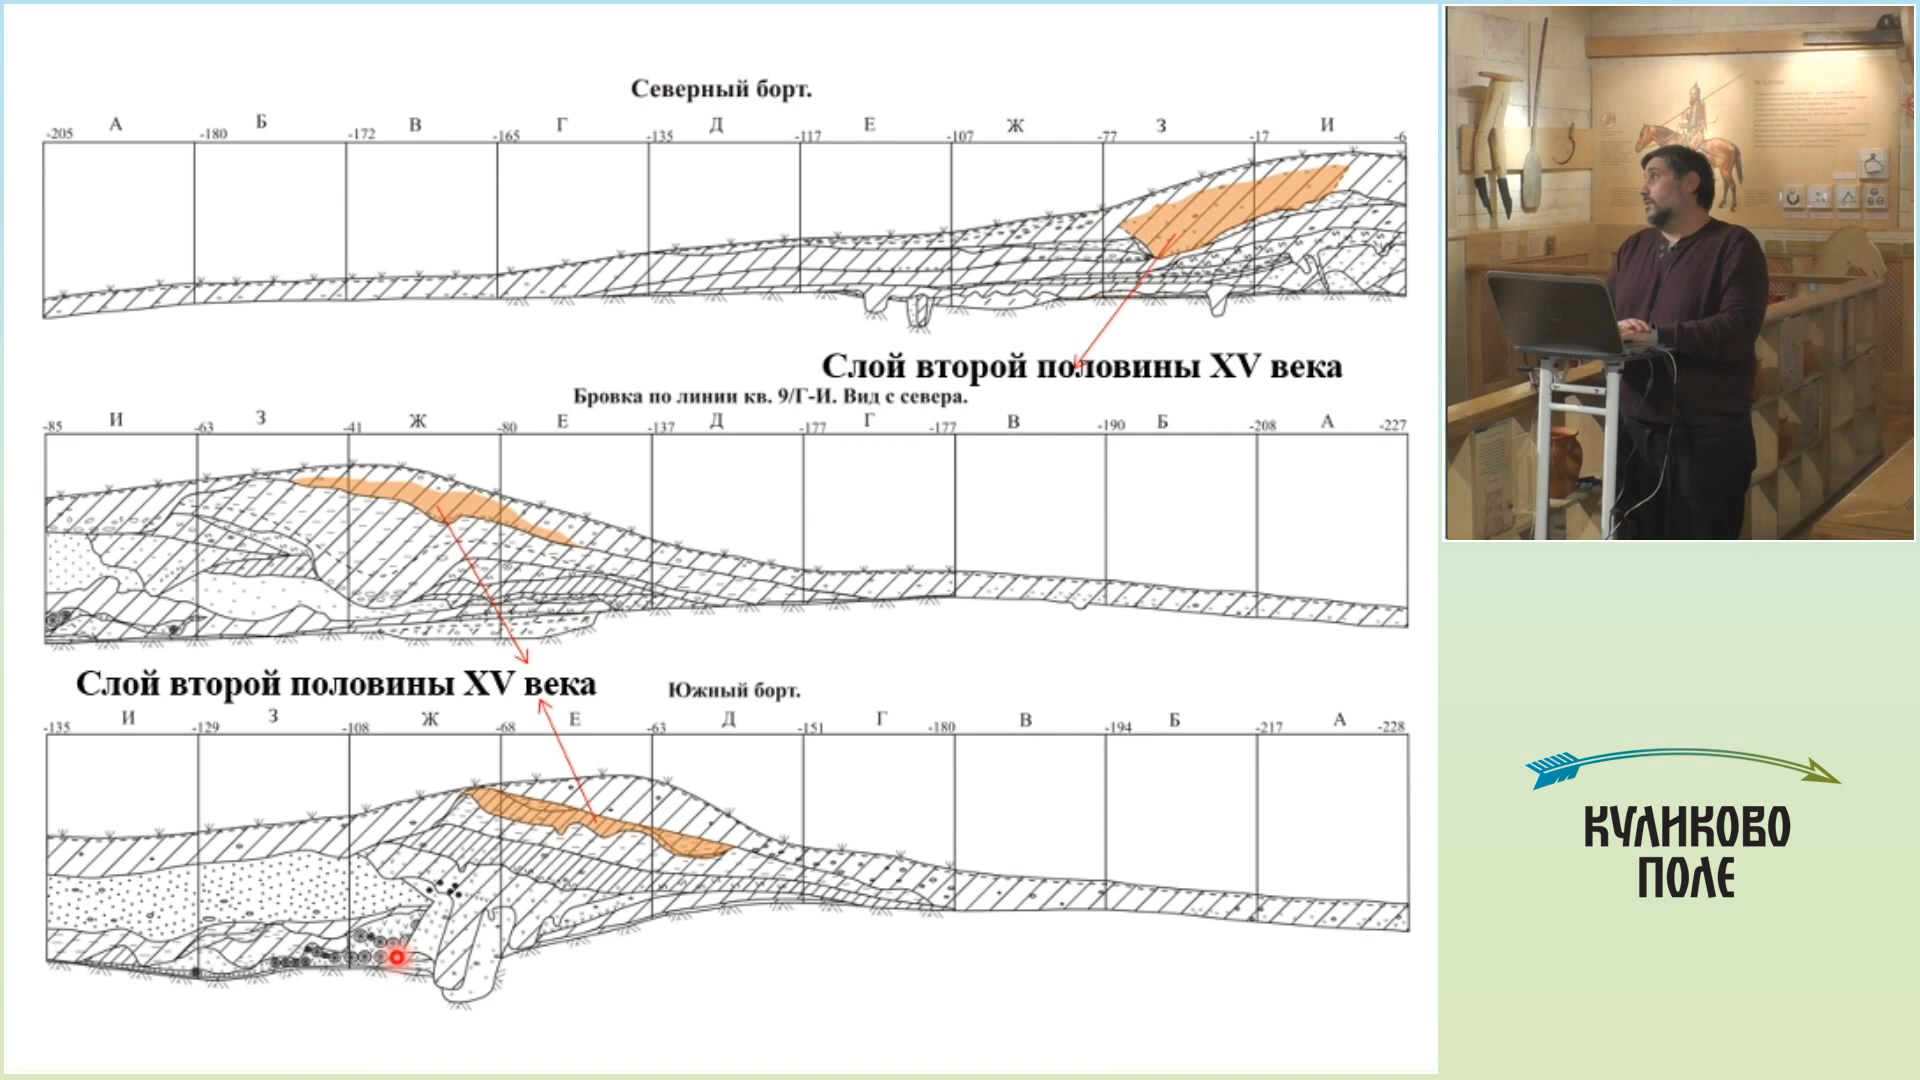 Северный борт.
А Б В Г Д Е Ж З И
-205 -180 -172 -165 -135 -117 -107 -77 -17 -6
Слой второй половины XV века
Бровка по линии кв. 9/Г-И. Вид с севера.
И З Ж Е Д Г В Б А
-85 -63 -41 -80 -137 -177 -177 -190 -208 -227
Слой второй половины XV века
Южный борт.
И З Ж Е Д Г В Б А
-135 -129 -108 -68 -63 -151 -180 -194 -217 -228
КУЛИКОВО
ПОЛЕ